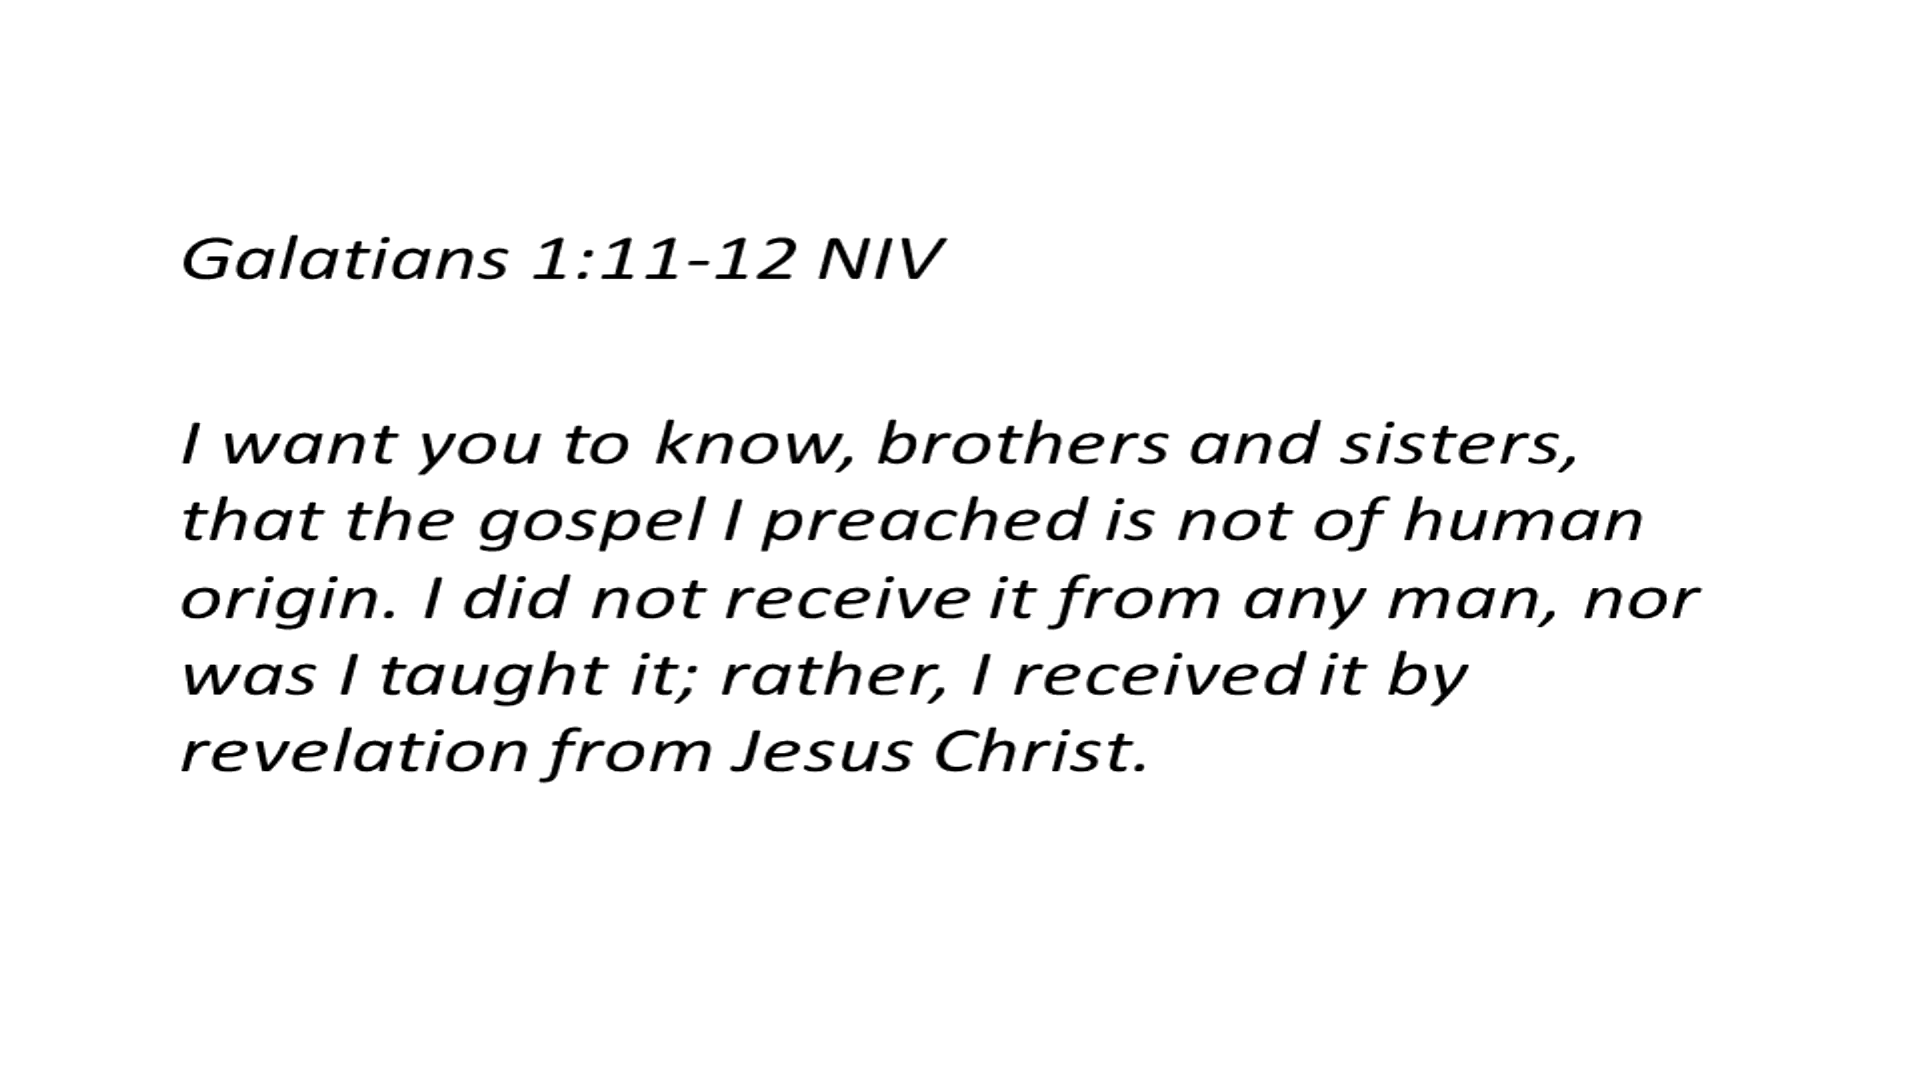 Galatians 1:11-12 NIV
I want you to know, brothers and sisters,
that the gospel I preached is not of human
origin. I did not receive it from any man, nor
was I taught it; rather, I received it by
revelation from Jesus Christ.